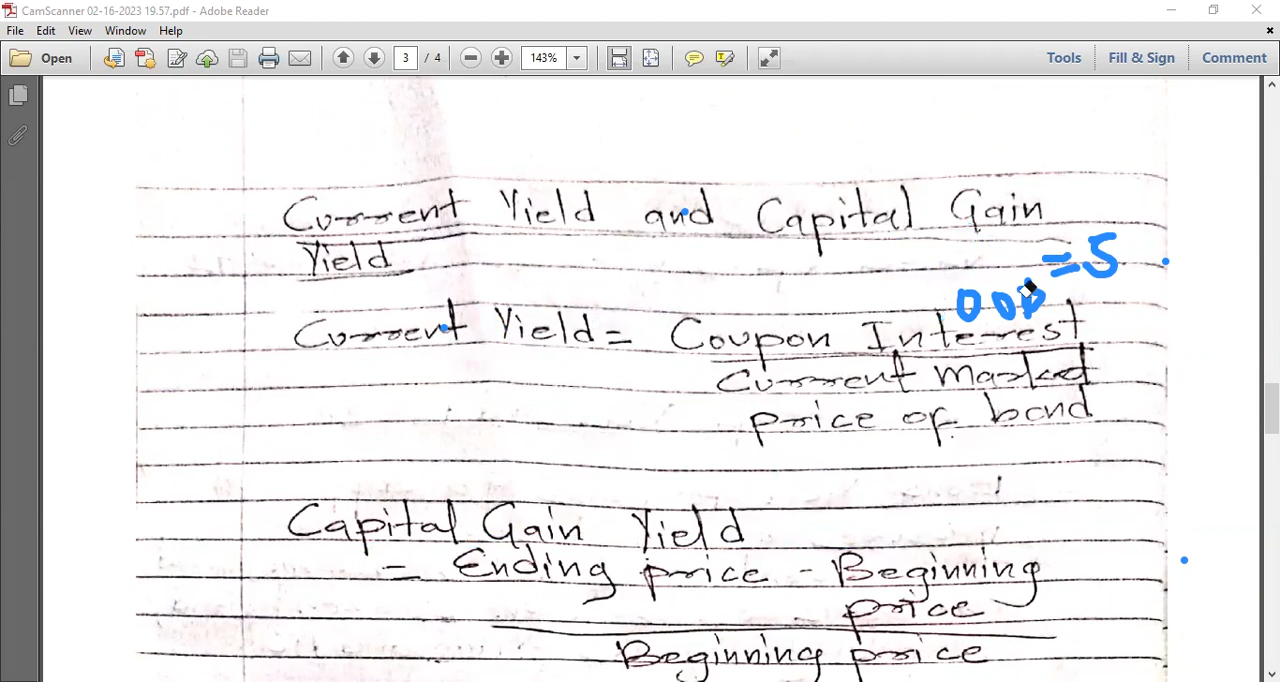 CamScanner 02-16-2023 19.57.pdf - Adobe Reader
File Edit View Window Help
Open 3 / 4 143% Tools Fill & Sign Comment
Current Yield and Capital Gain
Yield
= 5
000
Current Yield = Coupon Interest
Current Market
price of bond
Capital Gain Yield
= Ending price - Beginning
price
Beginning price